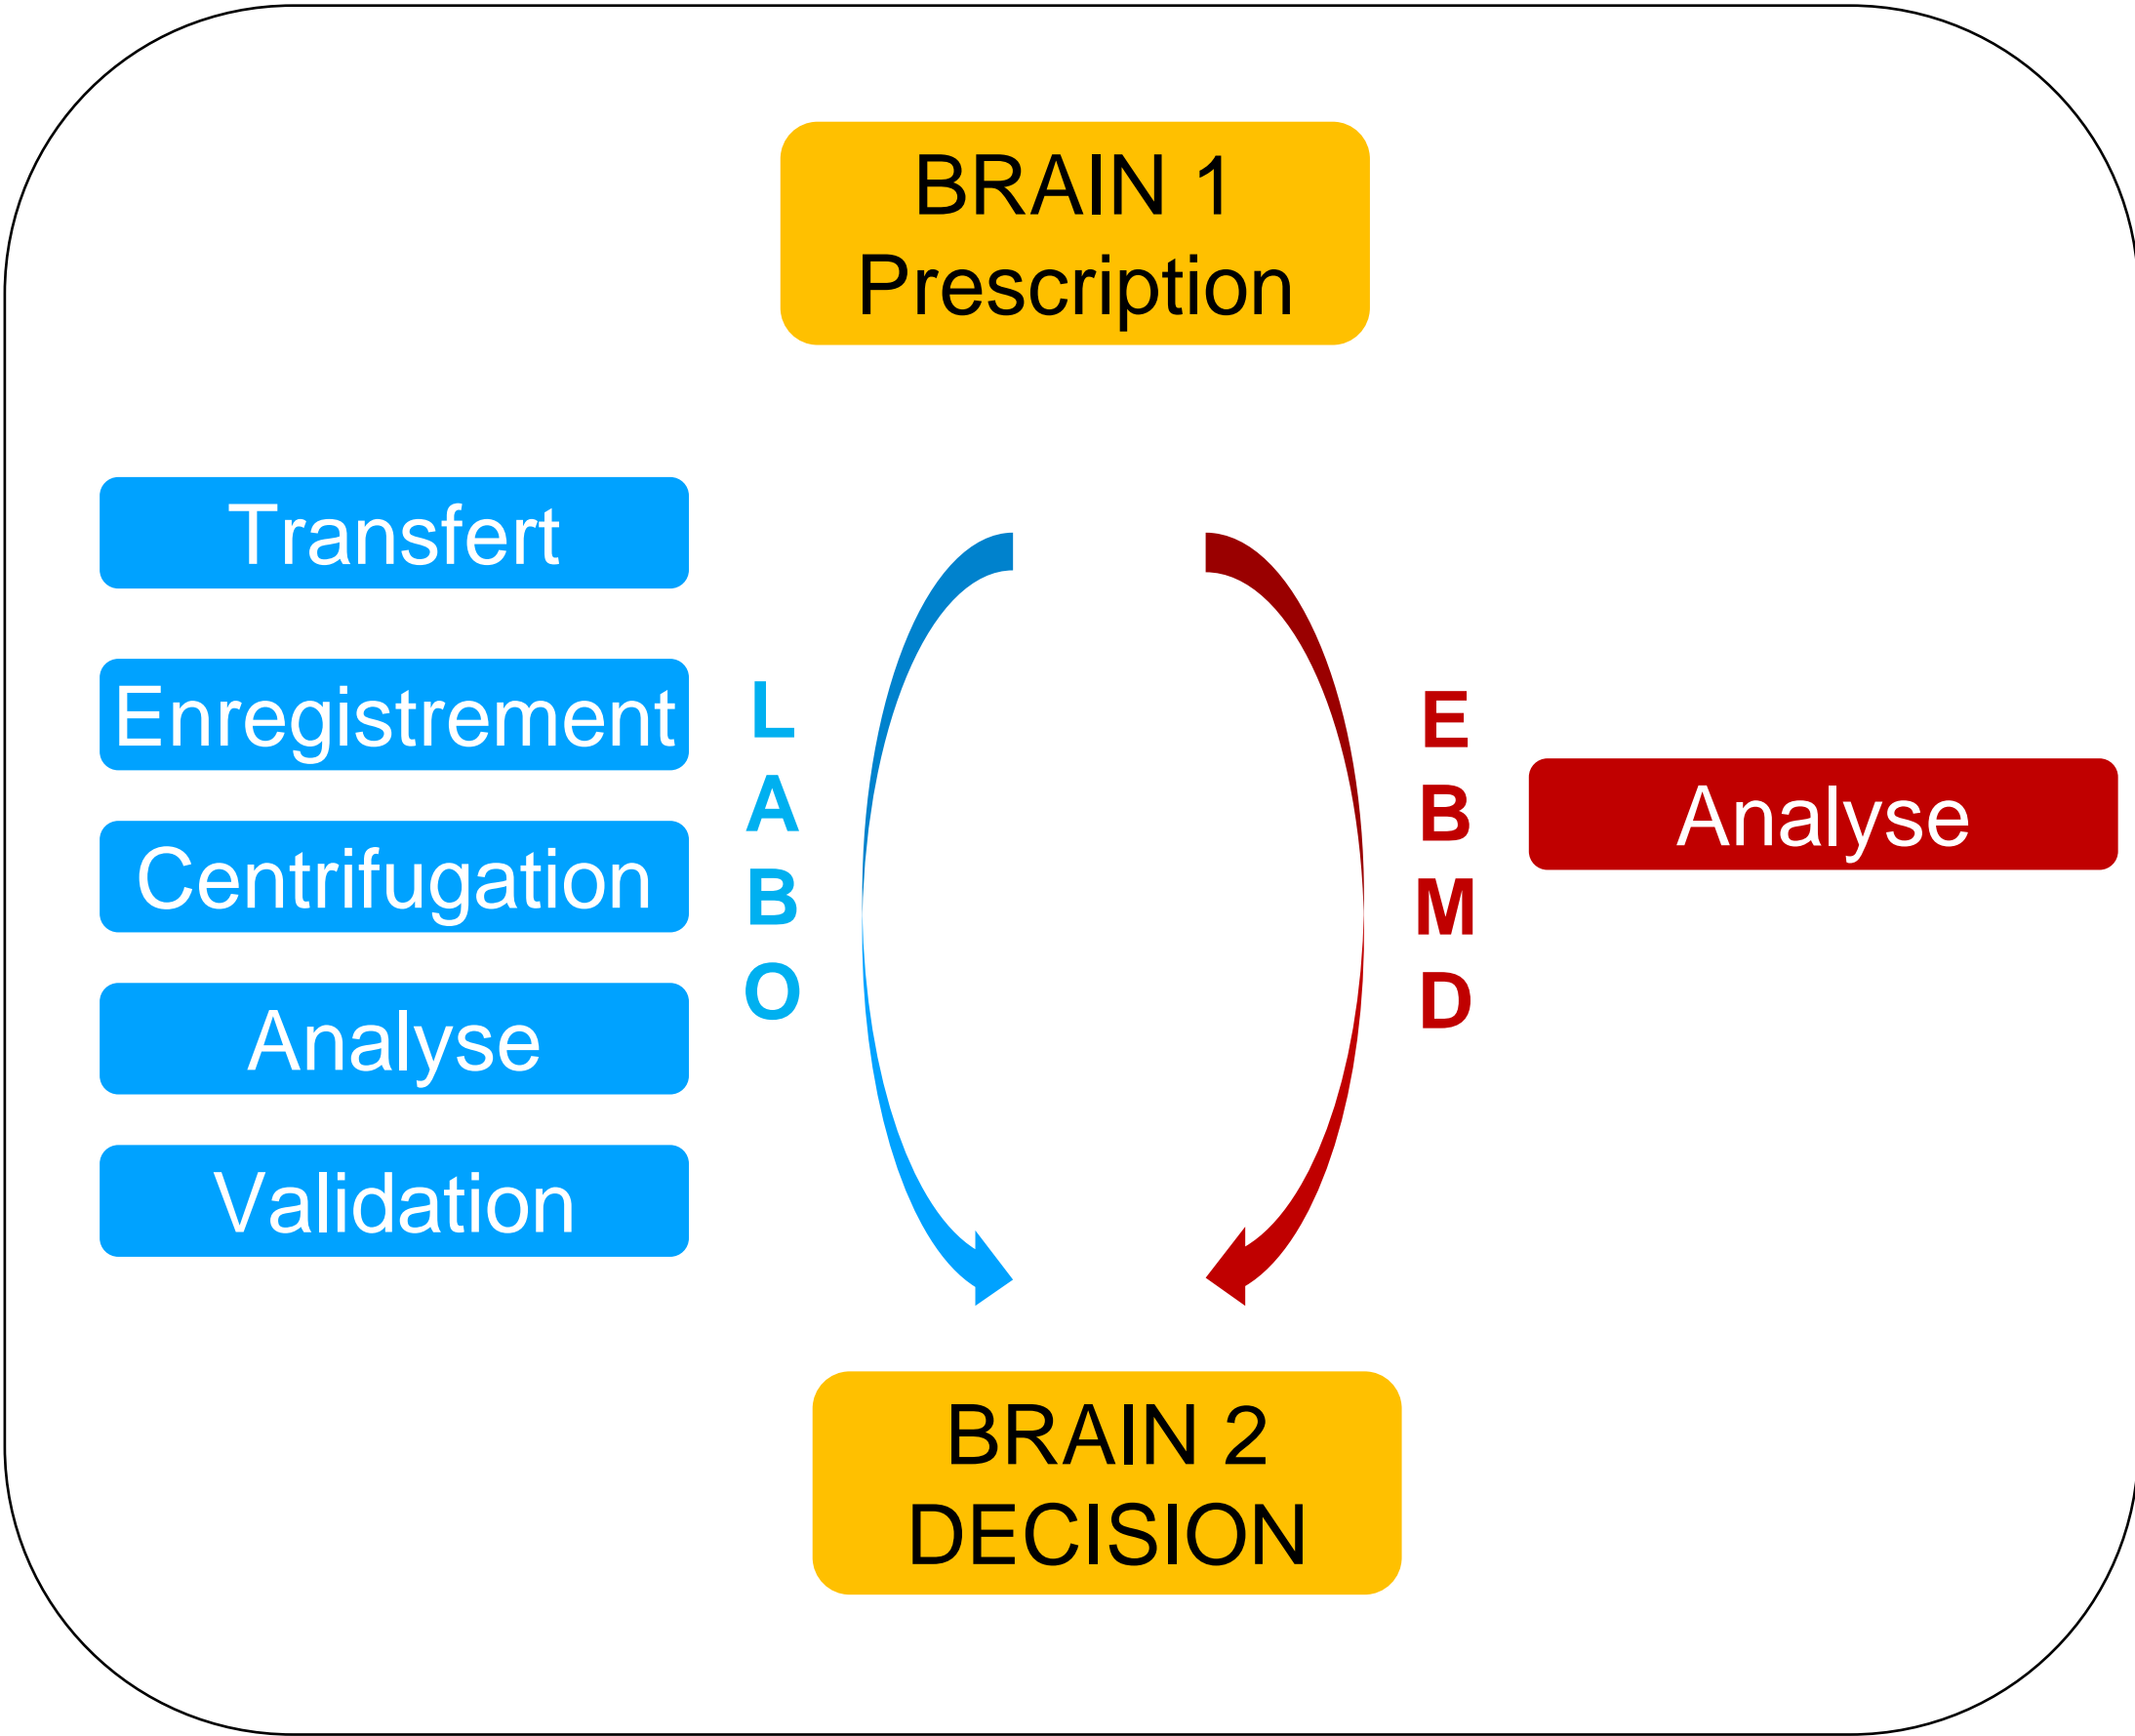 BRAIN 1
Prescription
Transfert
Enregistrement
Centrifugation
Analyse
Validation
L
A
B
O
E
B
M
D
Analyse
BRAIN 2
DECISION